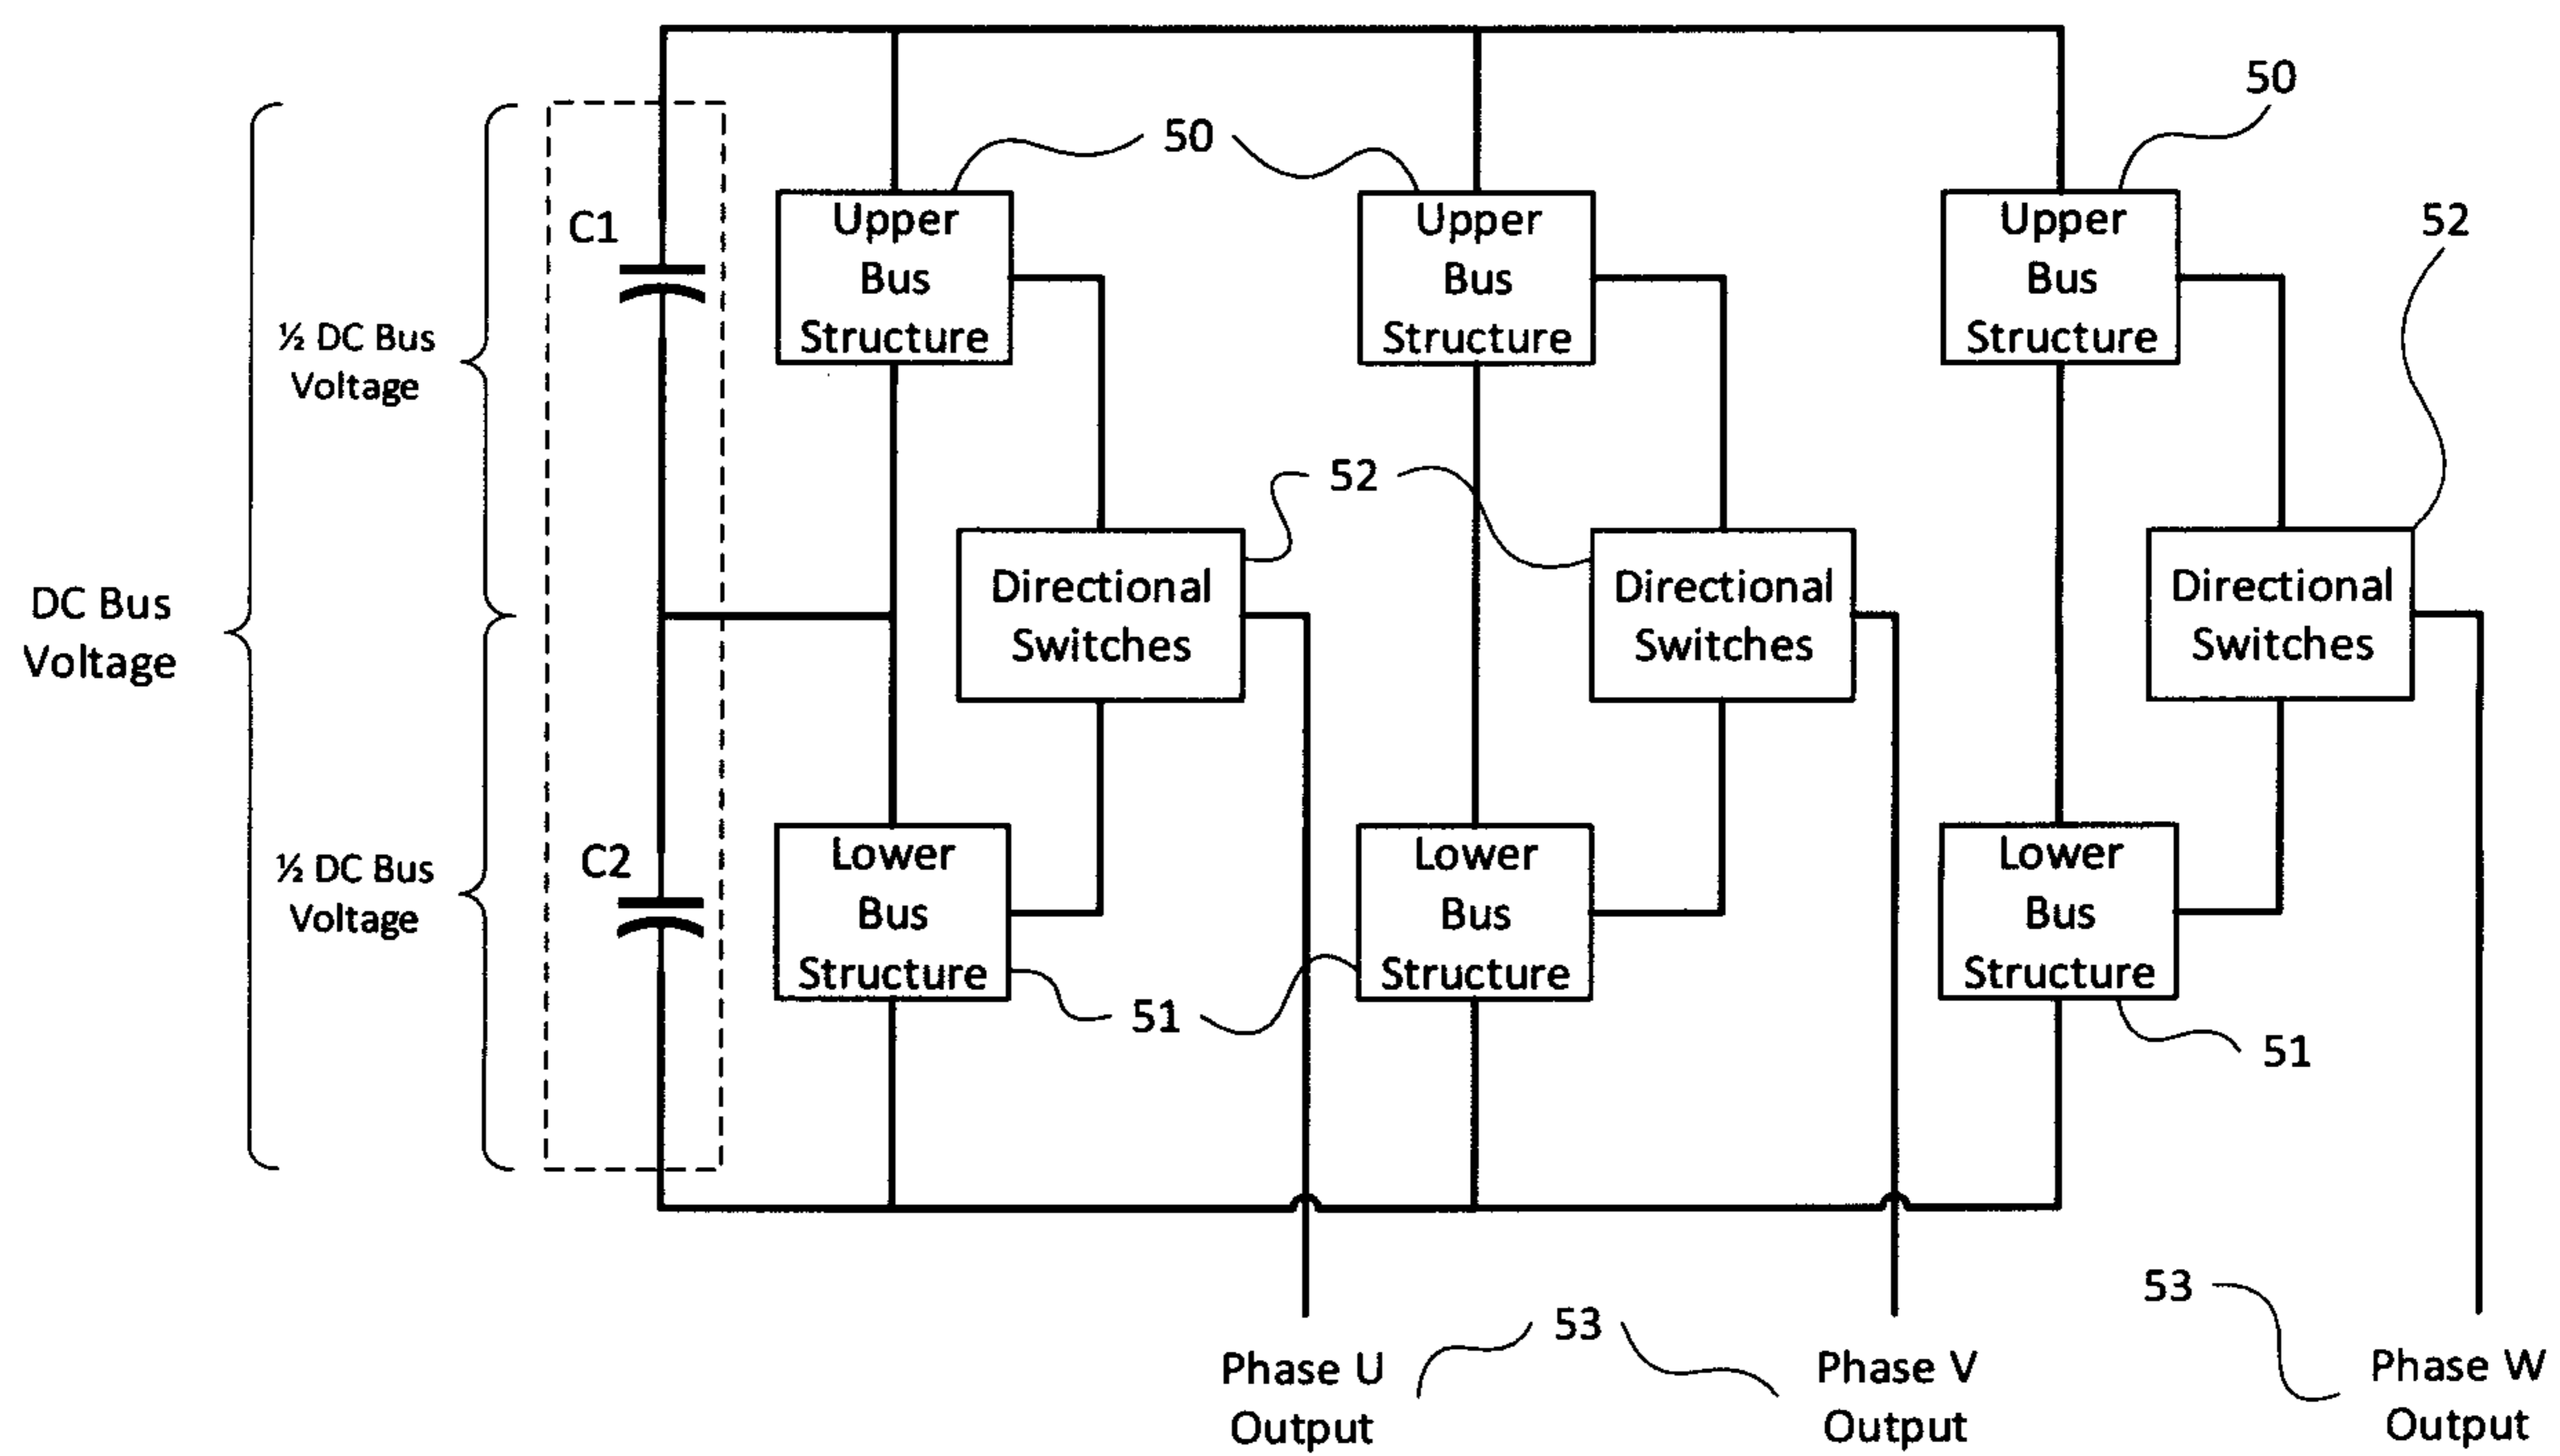 50
50
C1
Upper
Bus
Structure
Upper
Bus
Structure
Upper
Bus
Structure
52
½ DC Bus
Voltage
52
DC Bus
Voltage
Directional
Switches
Directional
Switches
Directional
Switches
½ DC Bus
Voltage
C2
Lower
Bus
Structure
Lower
Bus
Structure
Lower
Bus
Structure
51
51
53
53
Phase U
Output
Phase V
Output
Phase W
Output